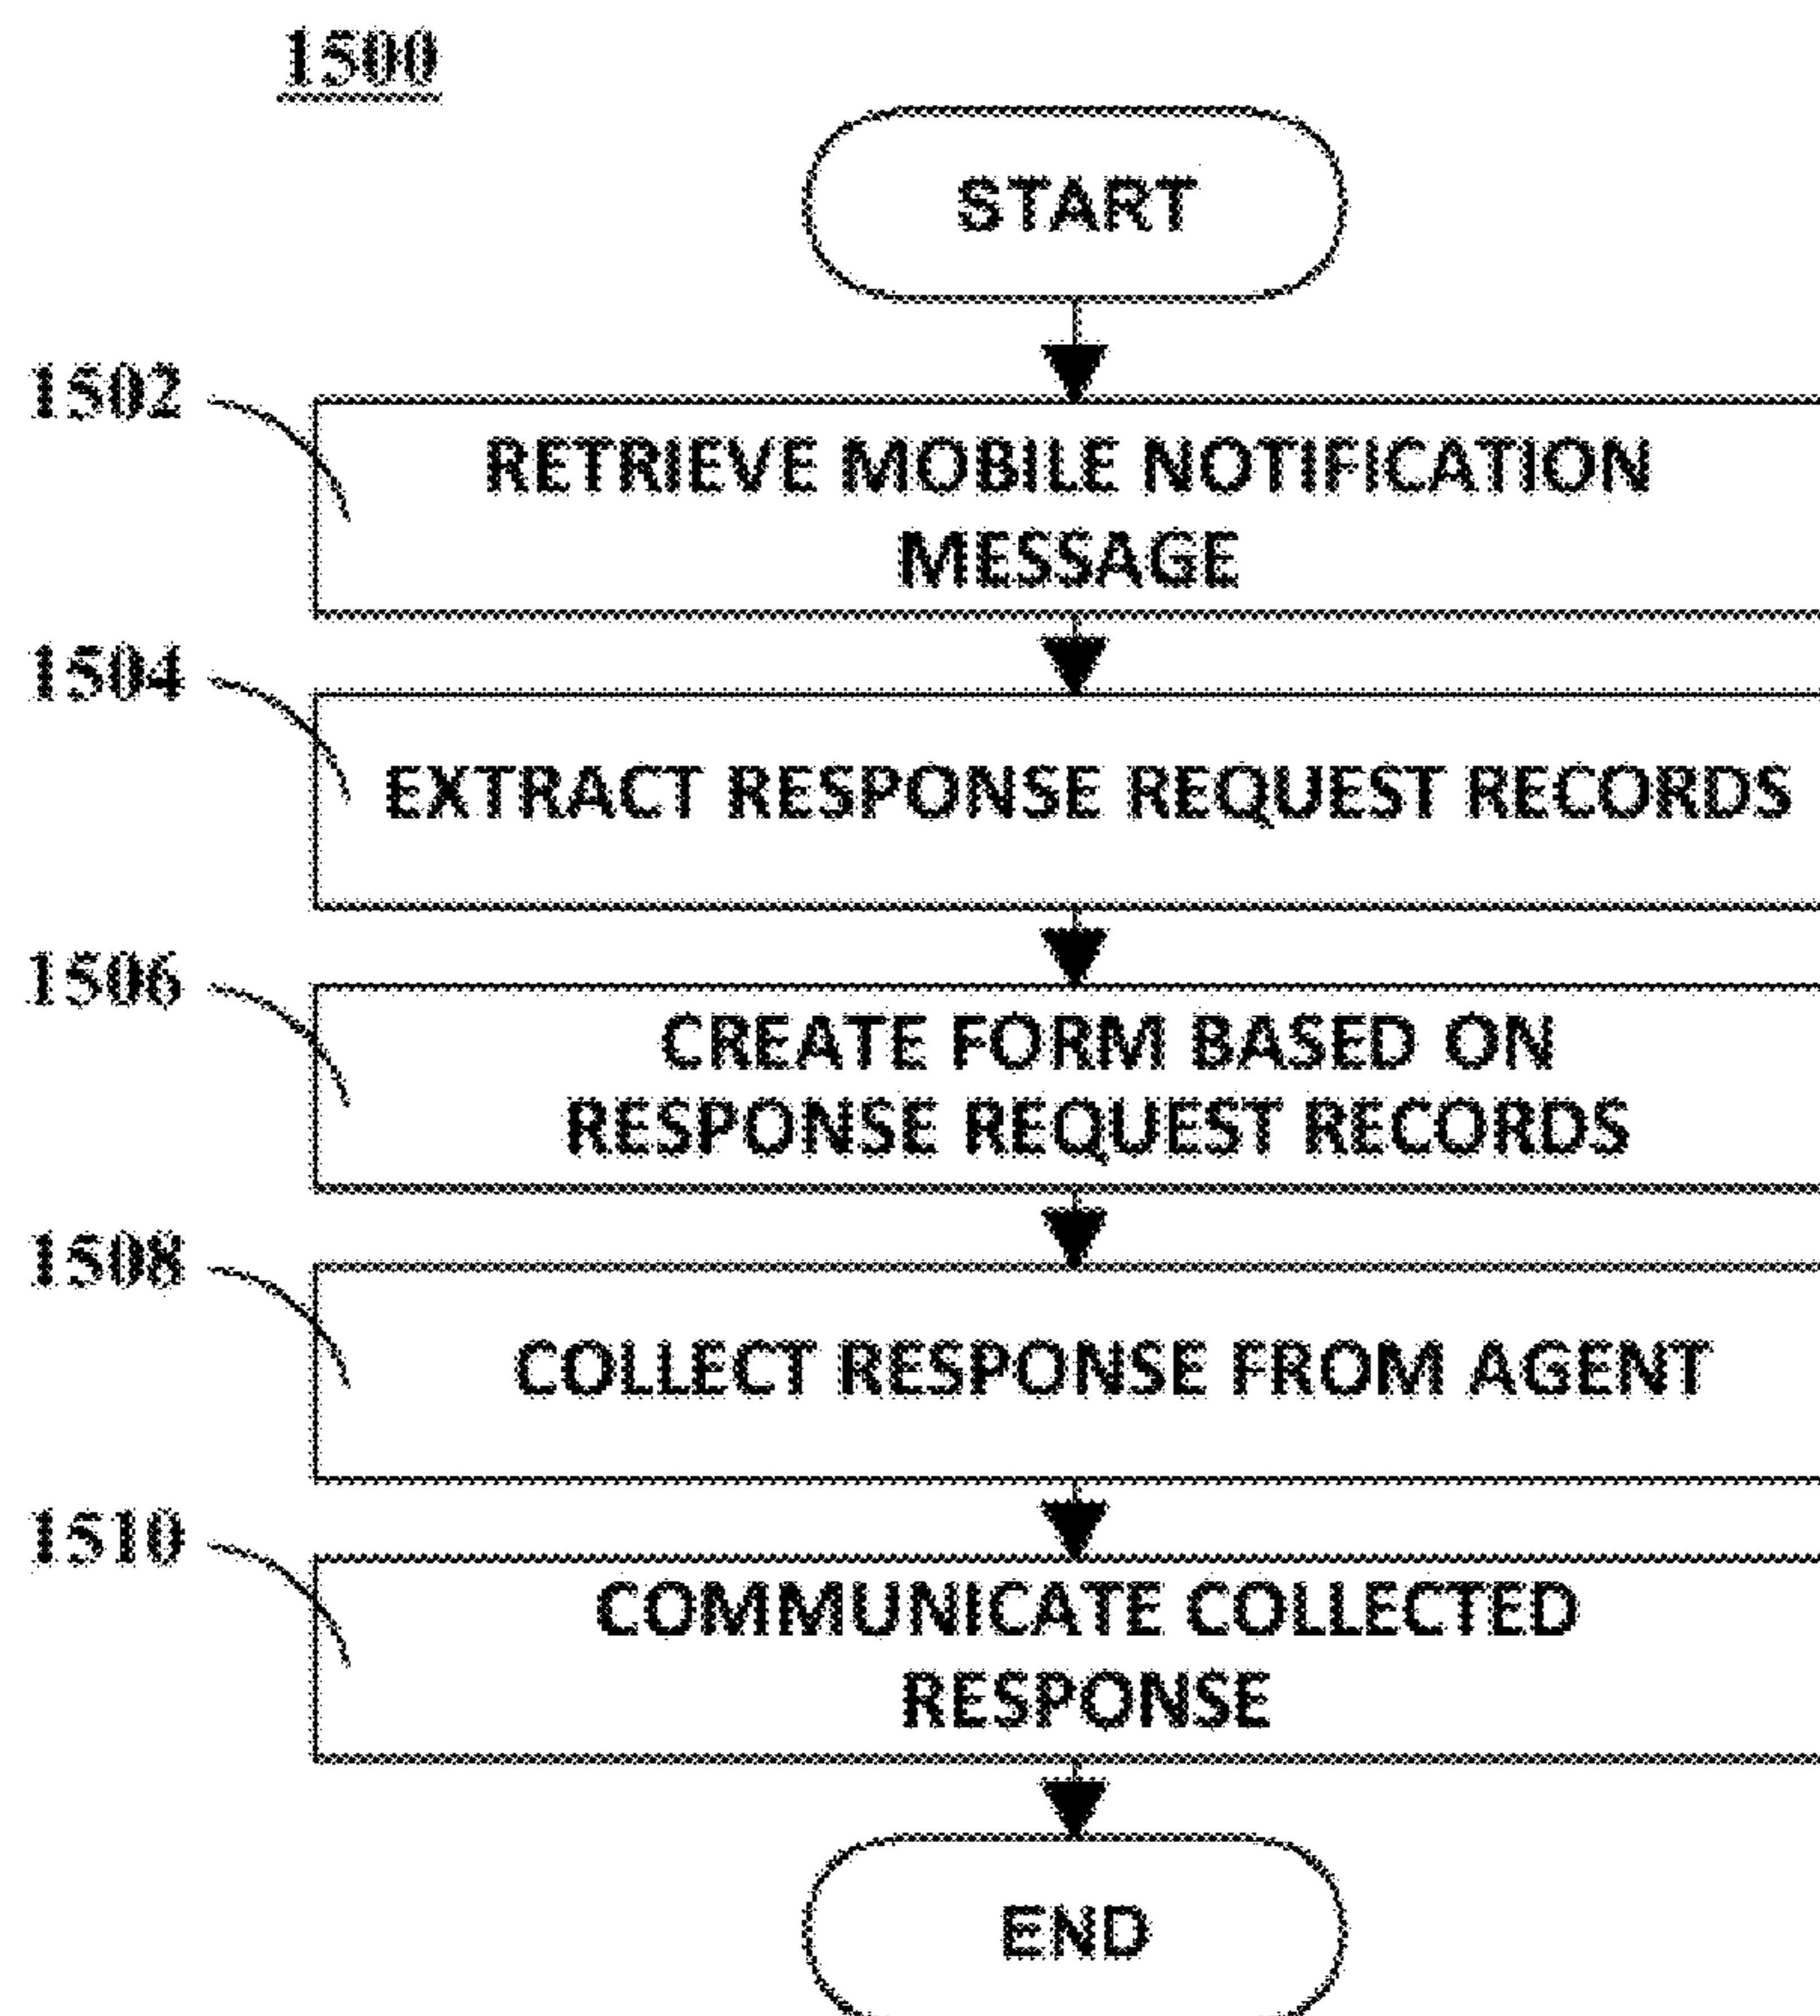 1500
START
1502
RETRIEVE MOBILE NOTIFICATION
MESSAGE
1504
EXTRACT RESPONSE REQUEST RECORDS
1506
CREATE FORM BASED ON
RESPONSE REQUEST RECORDS
1508
COLLECT RESPONSE FROM AGENT
1510
COMMUNICATE COLLECTED
RESPONSE
END